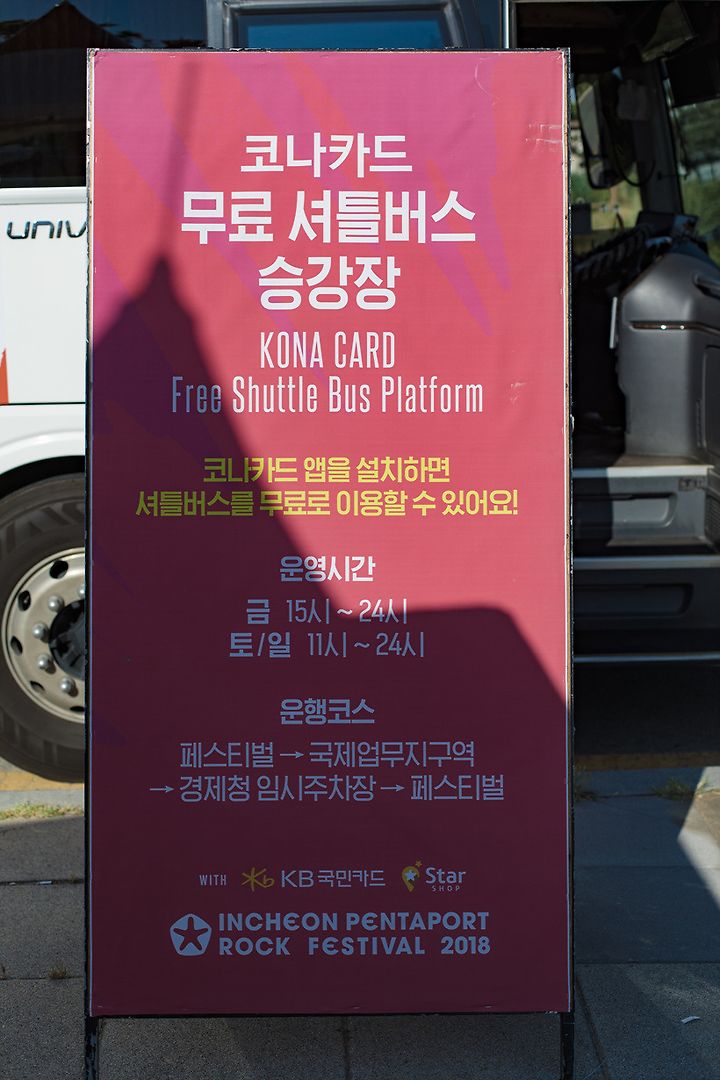 UNIV
코나카드
무료 셔틀버스
승강장
KONA CARD
Free Shuttle Bus Platform
코나카드 앱을 설치하면
셔틀버스를 무료로 이용할 수 있어요!
운영시간
금 15시 ~ 24시
토/일 11시 ~ 24시
운행코스
페스티벌 → 국제업무지구역
→ 경제청 임시주차장 → 페스티벌
WITH KB국민카드 Star SHOP
INCHEON PENTAPORT
ROCK FESTIVAL 2018